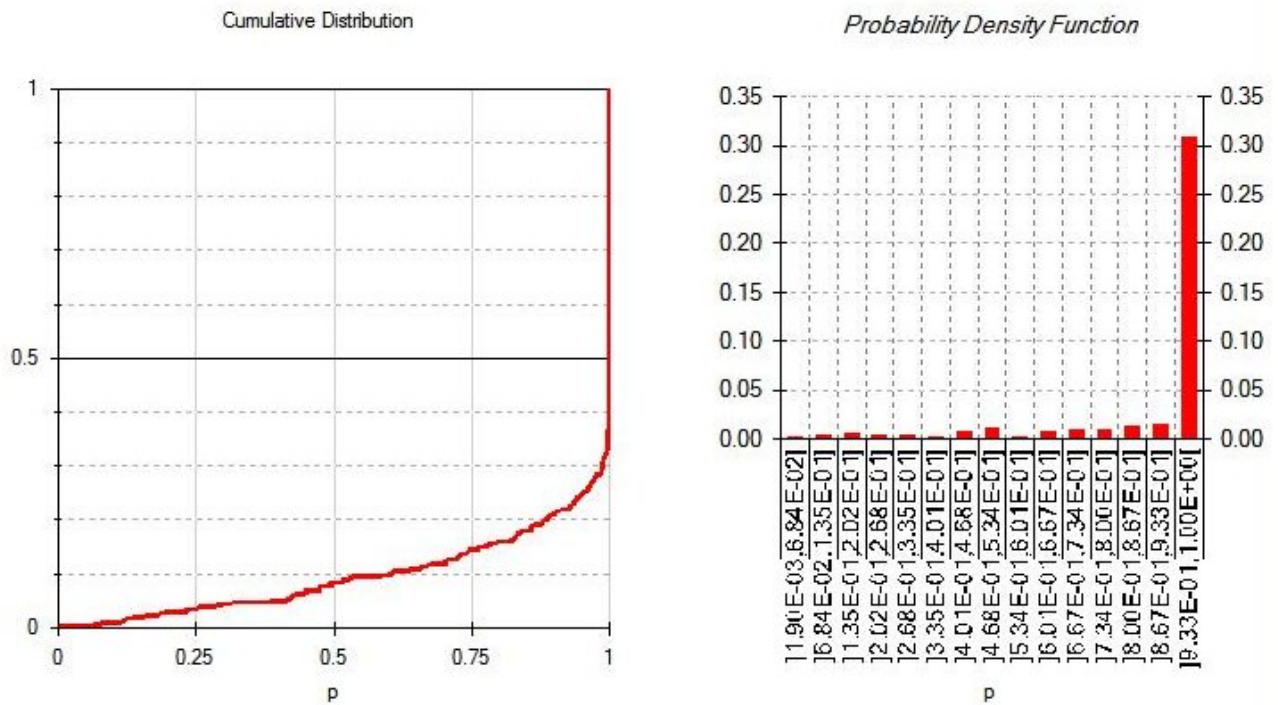 Cumulative Distribution
1
0.5
0
0
0.25
0.5
0.75
1
p
Probability Density Function
0.35
0.30
0.25
0.20
0.15
0.10
0.05
0.00
0.35
0.30
0.25
0.20
0.15
0.10
0.05
0.00
]1.90E-03,6.84E-02]
]6.84E-02,1.35E-01]
]1.35E-01,2.02E-01]
]2.02E-01,2.68E-01]
]2.68E-01,3.35E-01]
]3.35E-01,4.01E-01]
]4.01E-01,4.68E-01]
]4.68E-01,5.34E-01]
]5.34E-01,6.01E-01]
]6.01E-01,6.67E-01]
]6.67E-01,7.34E-01]
]7.34E-01,8.00E-01]
]8.00E-01,8.67E-01]
]8.67E-01,9.33E-01]
]9.33E-01,1.00E+00[
p